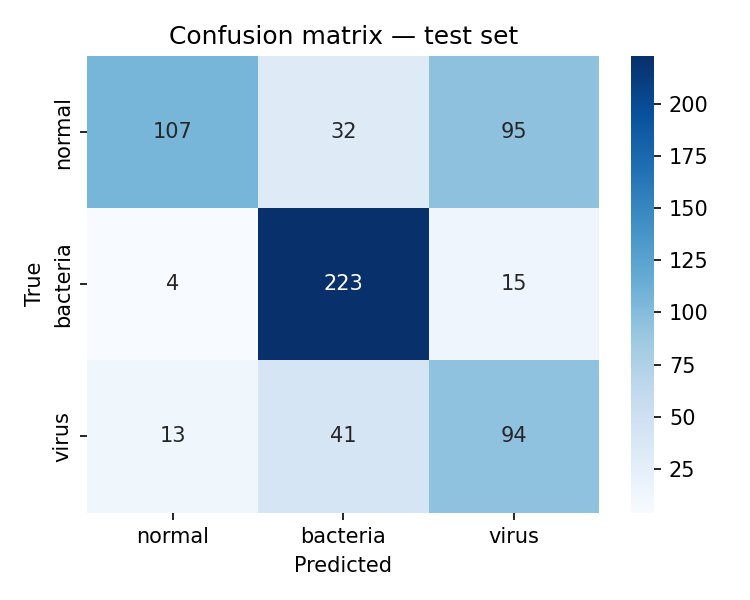 Confusion matrix — test set
normal 107 32 95
bacteria 4 223 15
virus 13 41 94
True
normal bacteria virus
Predicted
200
175
150
125
100
75
50
25